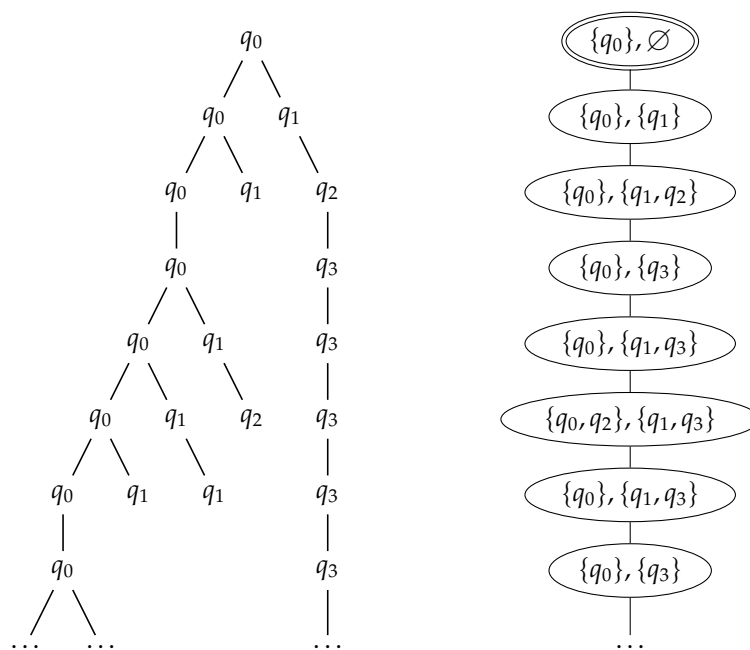 q0 {q0}, ∅
q0 q1 {q0}, {q1}
q0 q1 q2 {q0}, {q1, q2}
q0 q3 {q0}, {q3}
q0 q1 q3 {q0}, {q1, q3}
q0 q1 q2 q3 {q0, q2}, {q1, q3}
q0 q1 q1 q3 {q0}, {q1, q3}
q0 q3 {q0}, {q3}
... ... ... ...